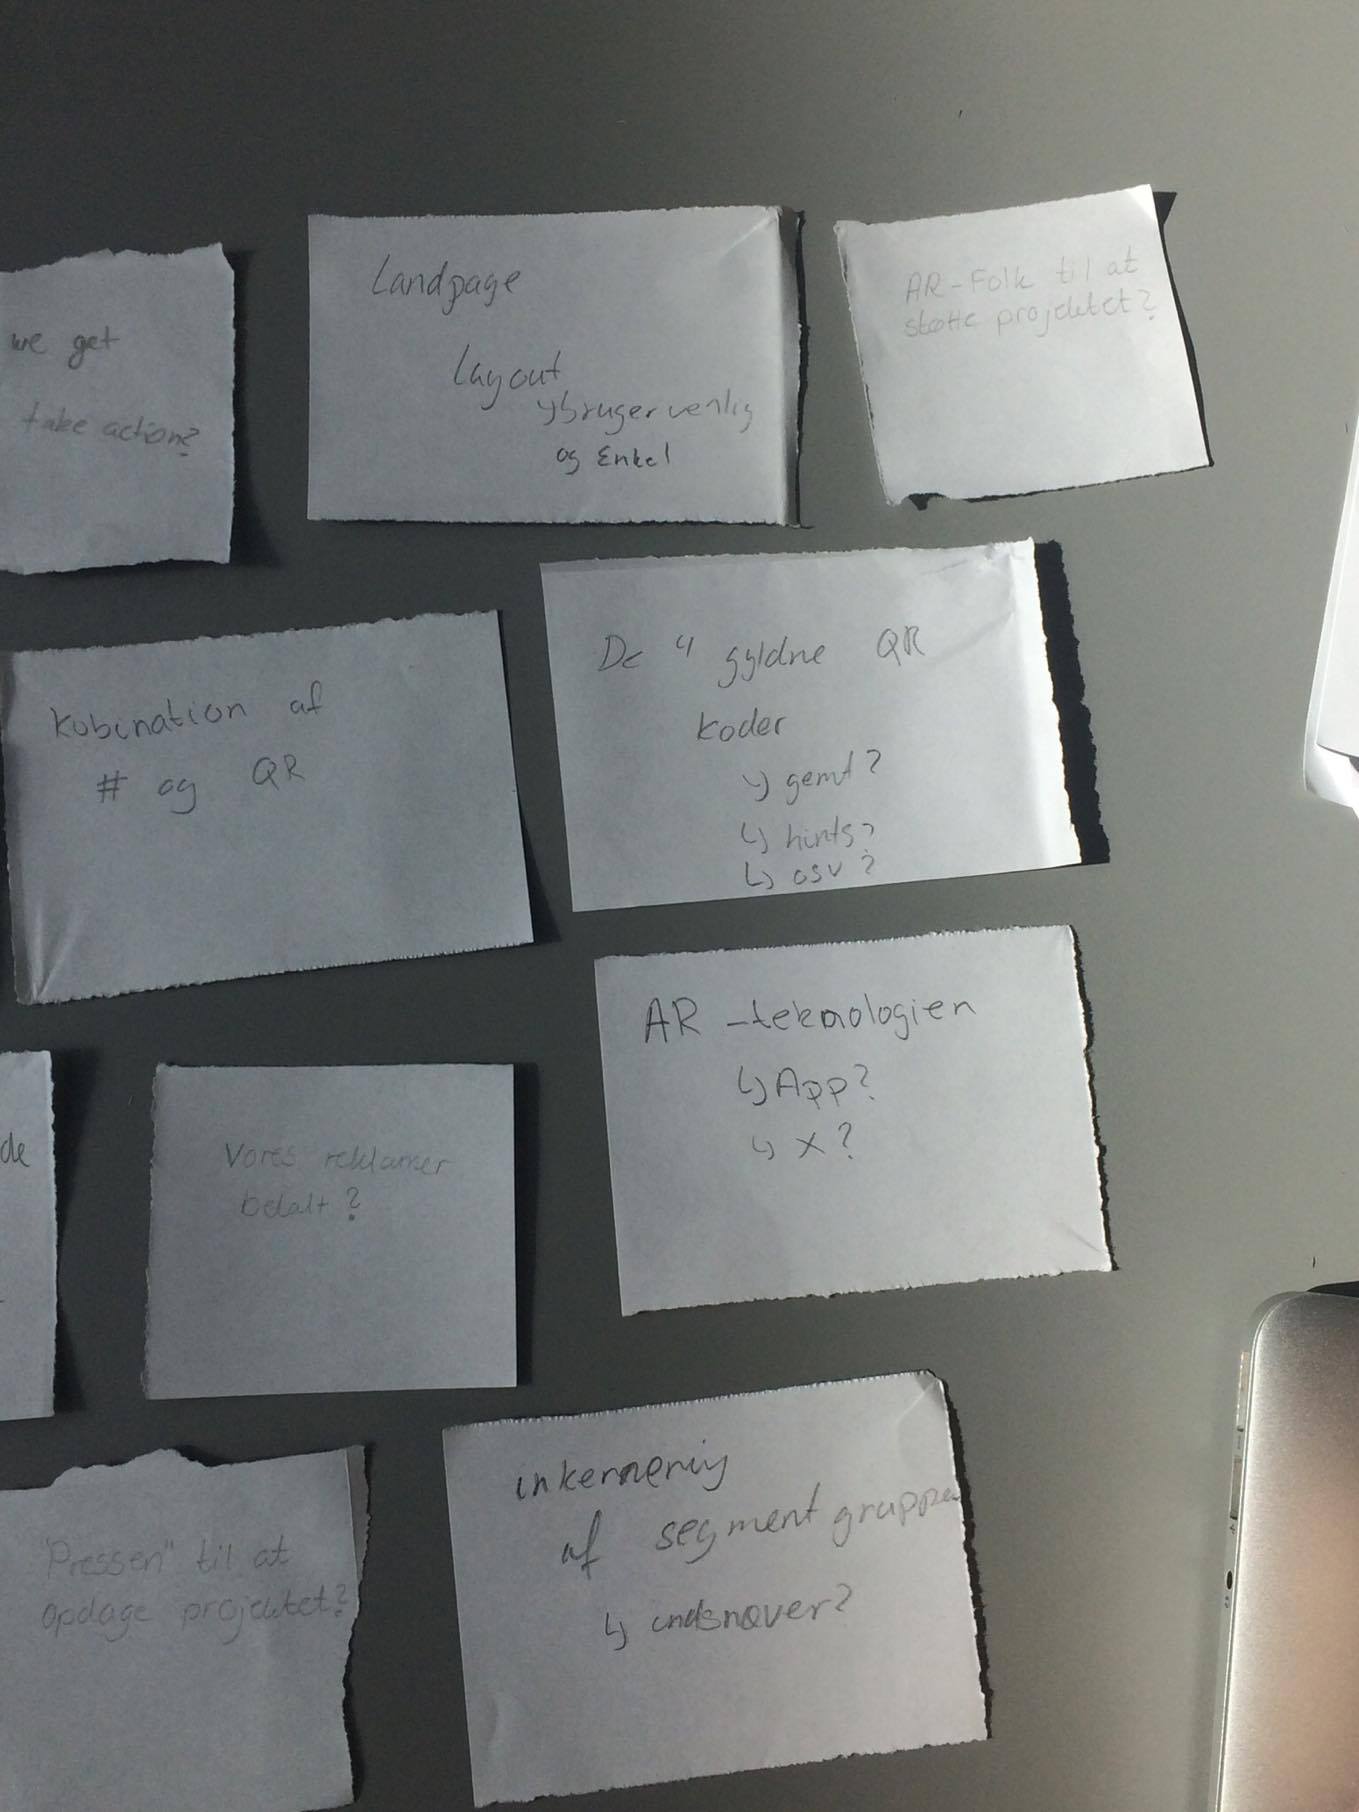 we get
take action?
Landpage
Layout
↳ brugervenlig
og Enkel
AR-Folk til at
støtte projektet?
Kobination af
# og QR
De 4 gyldne QR
koder
↳ gemt?
↳ hints?
↳ osv?
de
Vores reklamer
betalt?
AR-teknologien
↳ App?
↳ X?
"Pressen" til at
opdage projektet?
inkernering
af segment gruppen
↳ indsnæver?